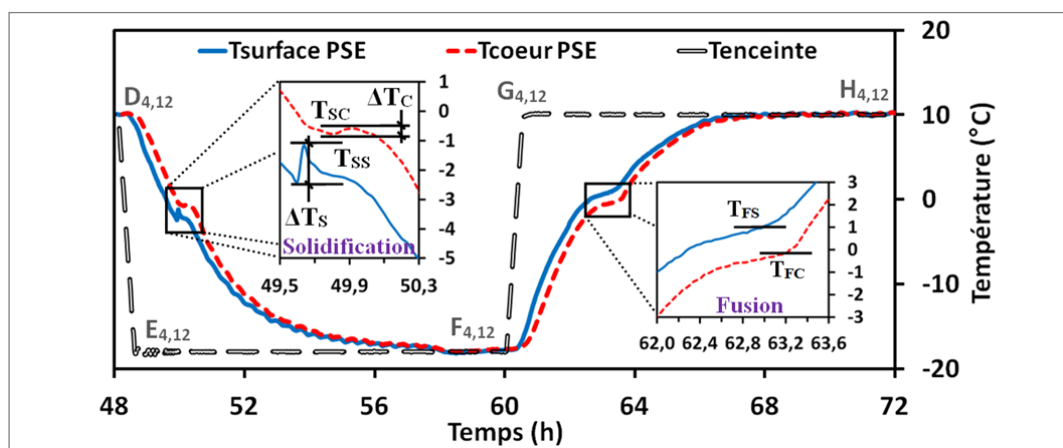 Tsurface PSE Tcoeur PSE Tenceinte
D4,12
G4,12
H4,12
E4,12
F4,12
20
10
0
-10
-20
Température (°C)
1
0
-1
-2
-3
-4
-5
TSC
ΔTC
TSS
ΔTS
Solidification
49,5 49,9 50,3
3
2
1
0
-1
-2
-3
TFS
TFC
Fusion
62,0 62,4 62,8 63,2 63,6
48 52 56 60 64 68 72
Temps (h)